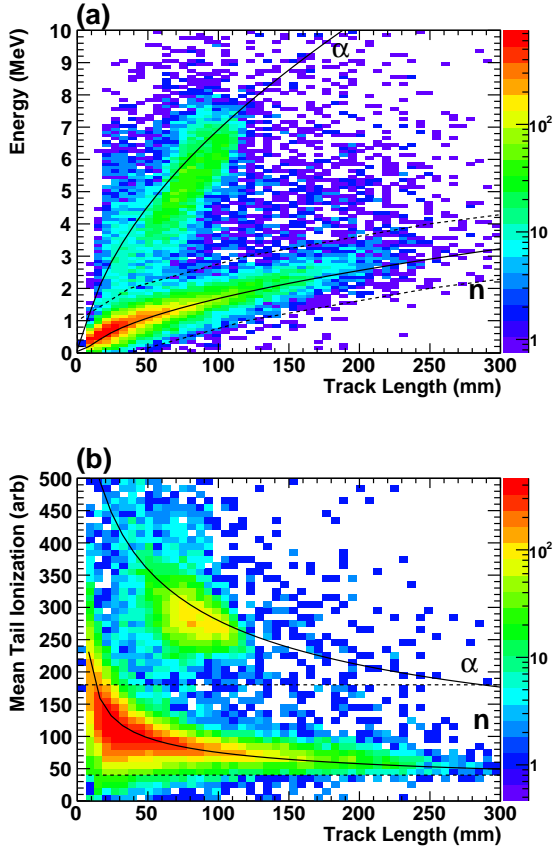 (a)
Energy (MeV)
10
9
8
7
6
5
4
3
2
1
0
0 50 100 150 200 250 300
Track Length (mm)
α
n
10²
10
1
(b)
Mean Tail Ionization (arb)
500
450
400
350
300
250
200
150
100
50
0
0 50 100 150 200 250 300
Track Length (mm)
α
n
10²
10
1